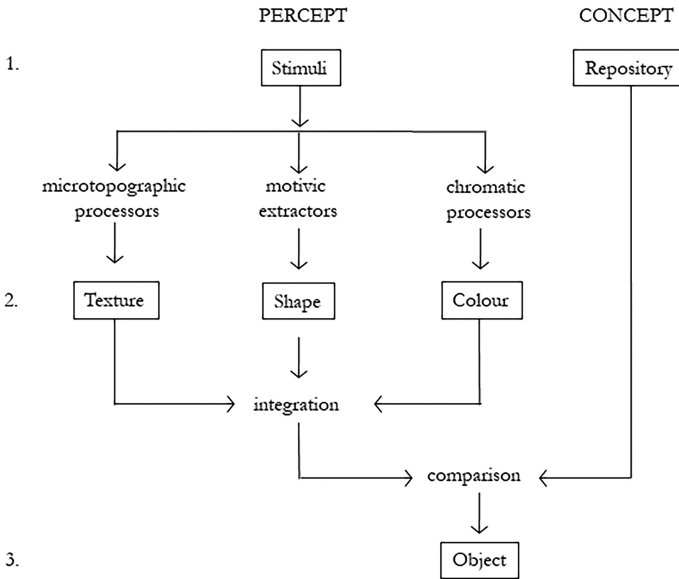 PERCEPT CONCEPT
1. Stimuli Repository
microtopographic processors
motivic extractors
chromatic processors
2. Texture Shape Colour
integration
comparison
3. Object